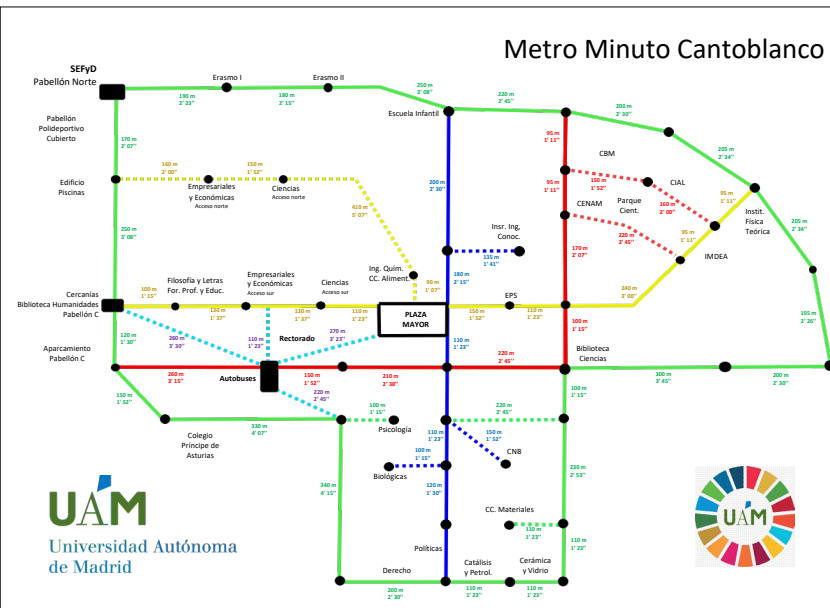 Metro Minuto Cantoblanco
SEFyD
Pabellón Norte
Erasmo I
Erasmo II
190 m
2' 23''
180 m
2' 15''
250 m
2' 08''
220 m
2' 45''
Escuela Infantil
200 m
2' 30''
Pabellón
Polideportivo
Cubierto
170 m
2' 07''
95 m
1' 11''
CBM
205 m
2' 34''
Edificio
Piscinas
160 m
2' 00''
150 m
1' 52''
Empresariales
y Económicas
Acceso norte
Ciencias
Acceso norte
410 m
5' 07''
200 m
2' 30''
95 m
1' 11''
150 m
1' 52''
CIAL
160 m
2' 00''
95 m
1' 11''
CENAM
Parque
Cient.
220 m
2' 45''
Instit.
Física
Teórica
205 m
2' 34''
250 m
3' 08''
Insr. Ing,
Conoc.
135 m
1' 41''
170 m
2' 07''
95 m
1' 11''
IMDEA
Ing. Quím.
CC. Aliment.
90 m
1' 07''
180 m
2' 15''
240 m
3' 00''
Cercanías
Biblioteca Humanidades
Pabellón C
100 m
1' 15''
Filosofía y Letras
For. Prof. y Educ.
130 m
1' 37''
Empresariales
y Económicas
Acceso sur
130 m
1' 37''
Ciencias
Acceso sur
110 m
1' 23''
PLAZA
MAYOR
150 m
1' 52''
EPS
110 m
1' 23''
195 m
2' 26''
120 m
1' 30''
280 m
3' 30''
110 m
1' 23''
Rectorado
270 m
3' 23''
110 m
1' 23''
100 m
1' 15''
Aparcamiento
Pabellón C
220 m
2' 45''
Biblioteca
Ciencias
260 m
3' 15''
Autobuses
150 m
1' 52''
210 m
2' 38''
300 m
3' 45''
200 m
2' 30''
150 m
1' 52''
220 m
2' 45''
100 m
1' 15''
100 m
1' 15''
220 m
2' 45''
330 m
4' 07''
Psicología
110 m
1' 23''
150 m
1' 52''
Colegio
Príncipe de
Asturias
CNB
100 m
1' 15''
Biológicas
230 m
2' 53''
340 m
4' 15''
120 m
1' 30''
CC. Materiales
110 m
1' 23''
110 m
1' 23''
Políticas
Derecho
Catálisis
y Petrol.
Cerámica
y Vidrio
200 m
2' 30''
110 m
1' 23''
110 m
1' 23''
UAM
Universidad Autónoma
de Madrid
UAM